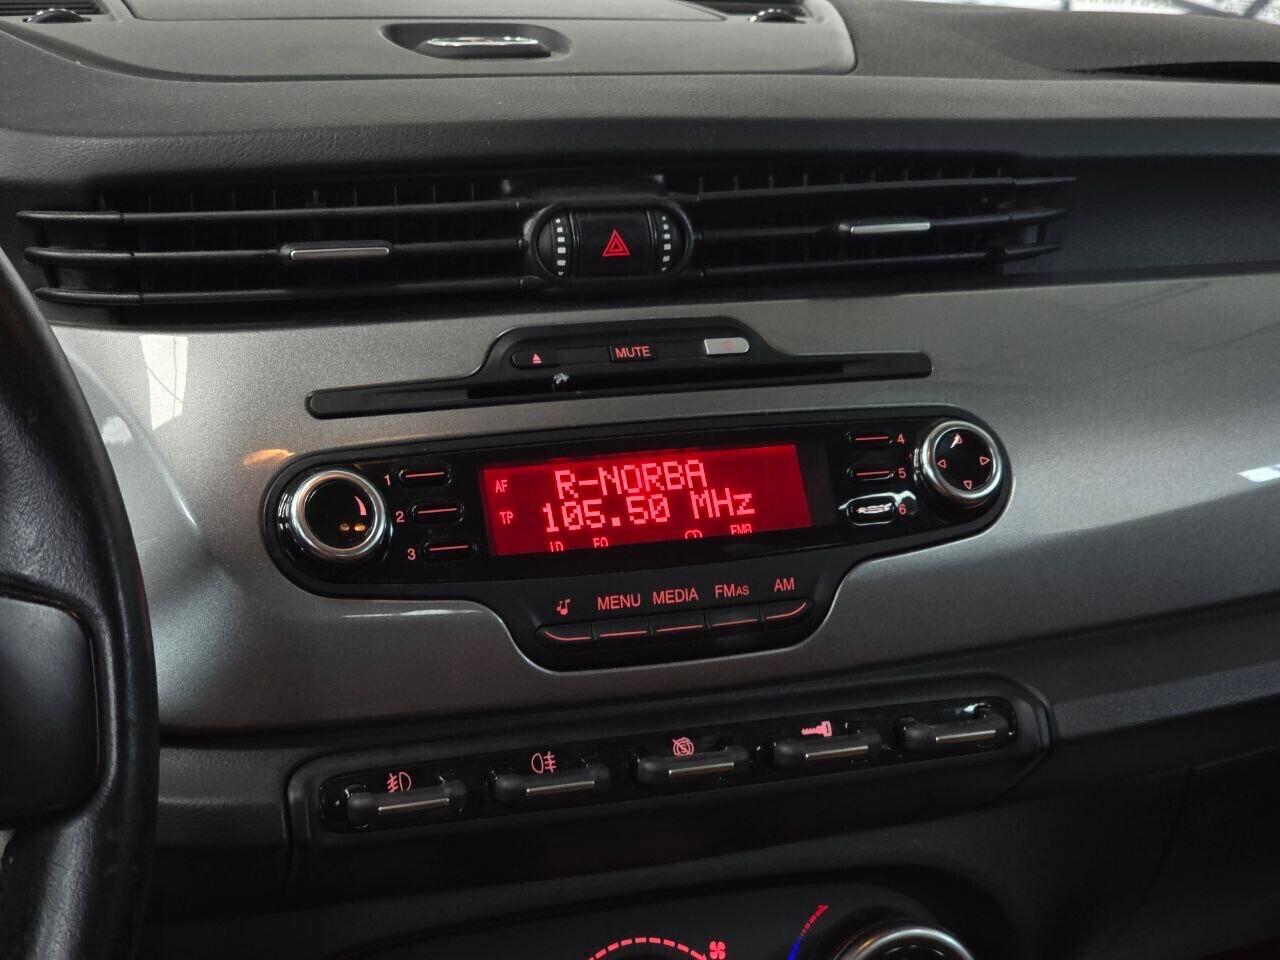 MUTE
1
2
3
4
5
6
AF
R-NORBA
TP
105.50 MHz
MENU
MEDIA
FMAS
AM